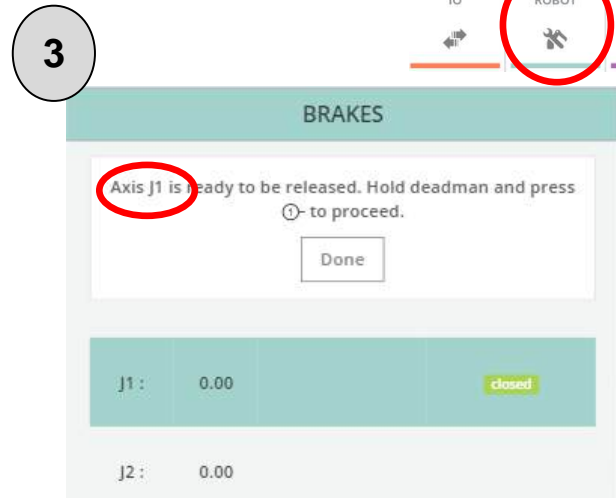 IO ROBOT
3
BRAKES
Axis J1 is ready to be released. Hold deadman and press
①- to proceed.
Done
J1 : 0.00 closed
J2 : 0.00